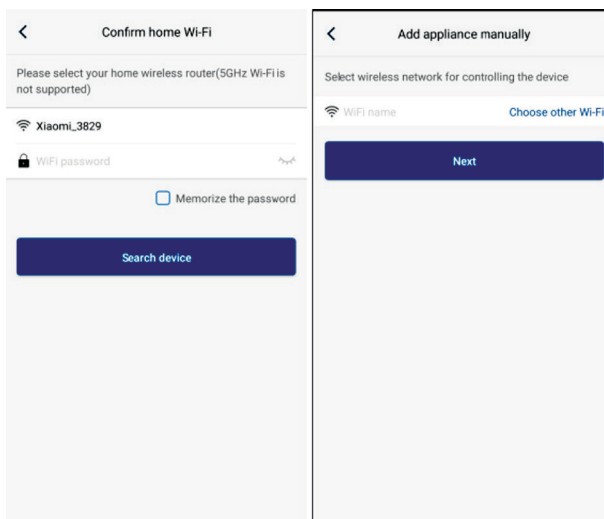 Confirm home Wi-Fi
Please select your home wireless router(5GHz Wi-Fi is
not supported)
Xiaomi_3829
WiFi password
Memorize the password
Search device
Add appliance manually
Select wireless network for controlling the device
WiFi name
Choose other Wi-Fi
Next